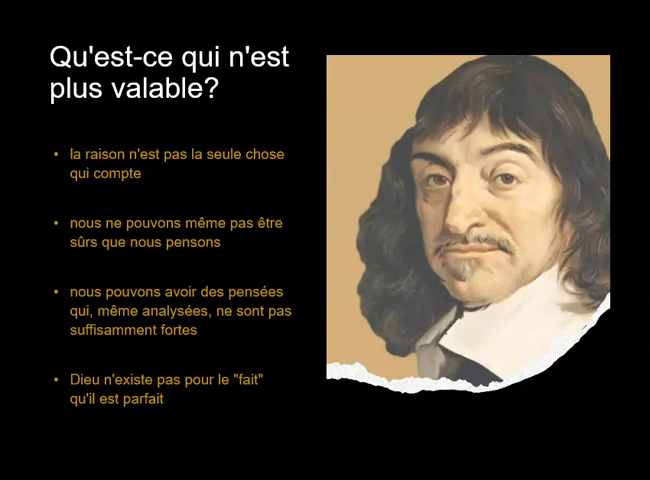 Qu'est-ce qui n'est
plus valable?
• la raison n'est pas la seule chose
qui compte
• nous ne pouvons même pas être
sûrs que nous pensons
• nous pouvons avoir des pensées
qui, même analysées, ne sont pas
suffisamment fortes
• Dieu n'existe pas pour le "fait"
qu'il est parfait